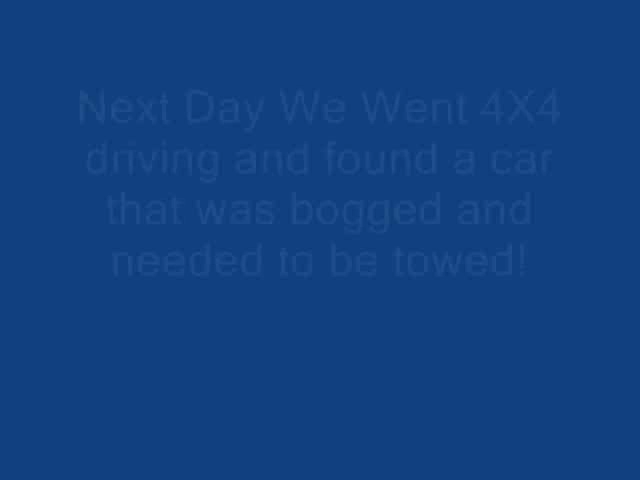 Next Day We Went 4X4
driving and found a car
that was bogged and
needed to be towed!